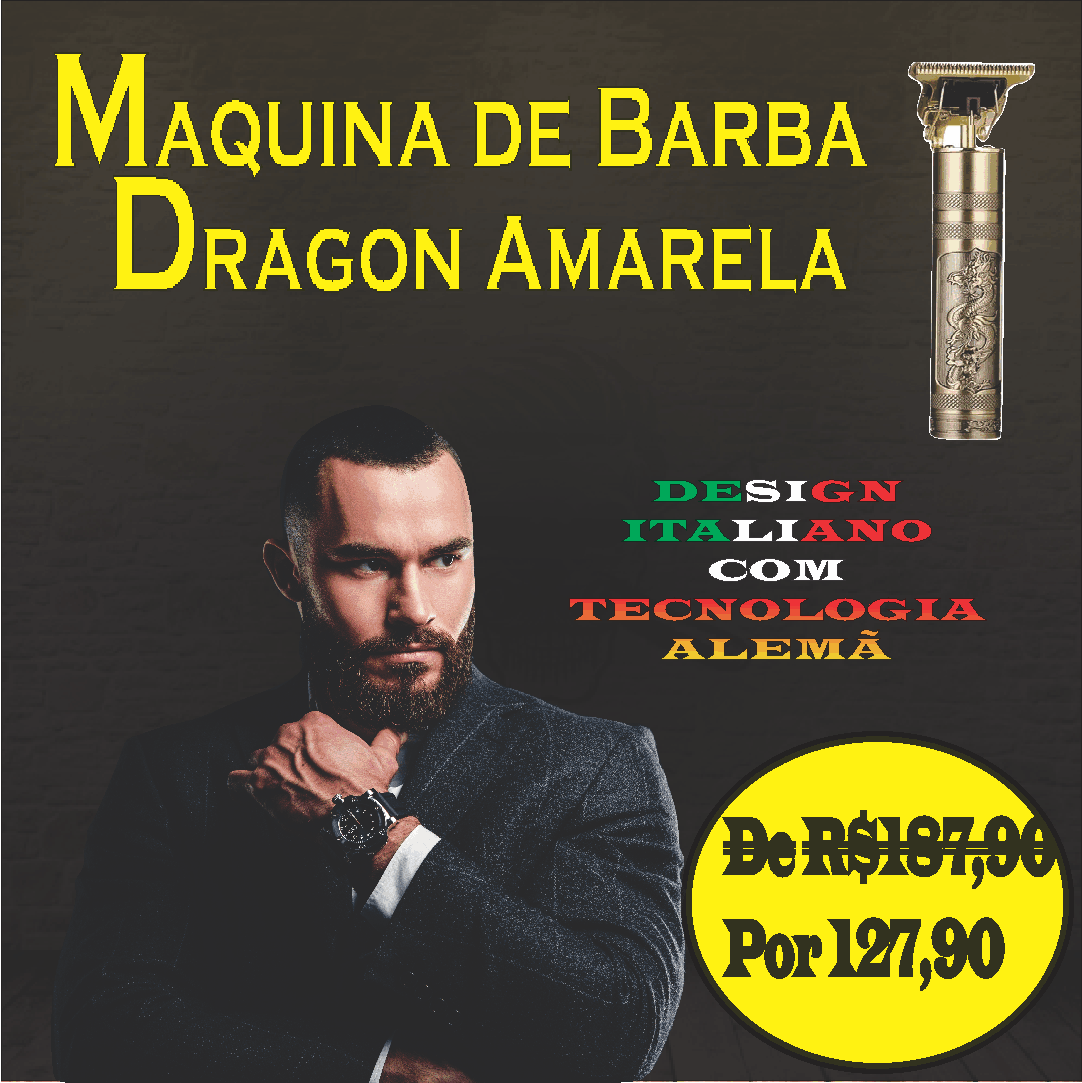 MAQUINA DE BARBA
DRAGON AMARELA
DESIGN
ITALIANO
COM
TECNOLOGIA
ALEMÃ
De R$187,90
Por 127,90